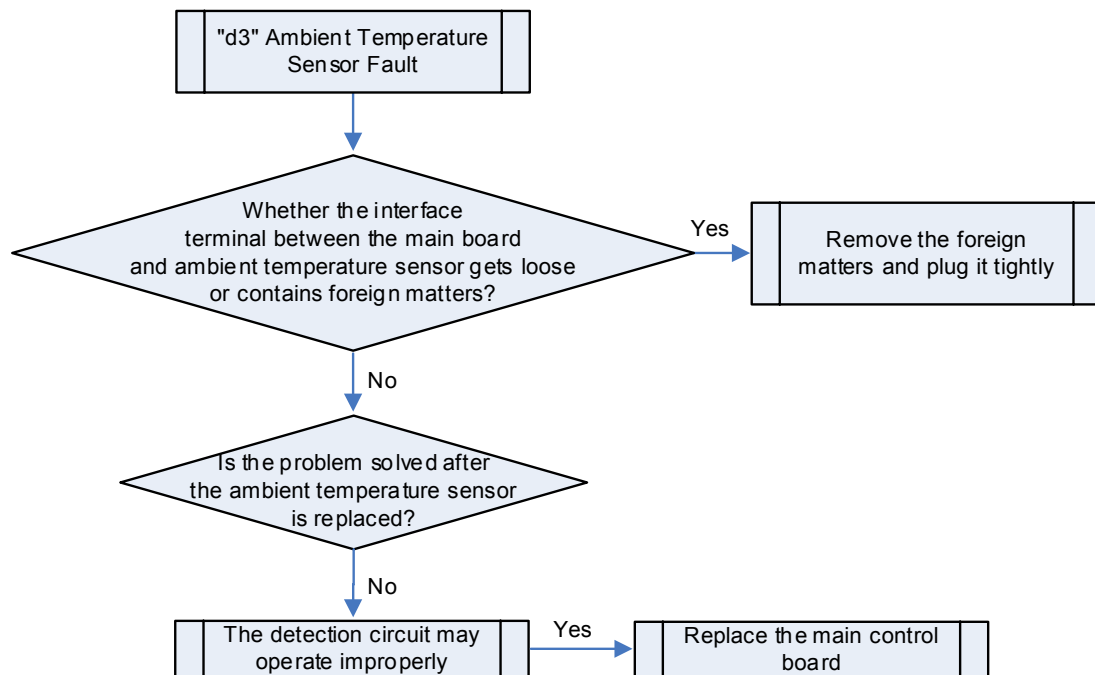 "d3" Ambient Temperature
Sensor Fault
Whether the interface
terminal between the main board
and ambient temperature sensor gets loose
or contains foreign matters?
Yes
Remove the foreign
matters and plug it tightly
No
Is the problem solved after
the ambient temperature sensor
is replaced?
No
The detection circuit may
operate improperly
Yes
Replace the main control
board